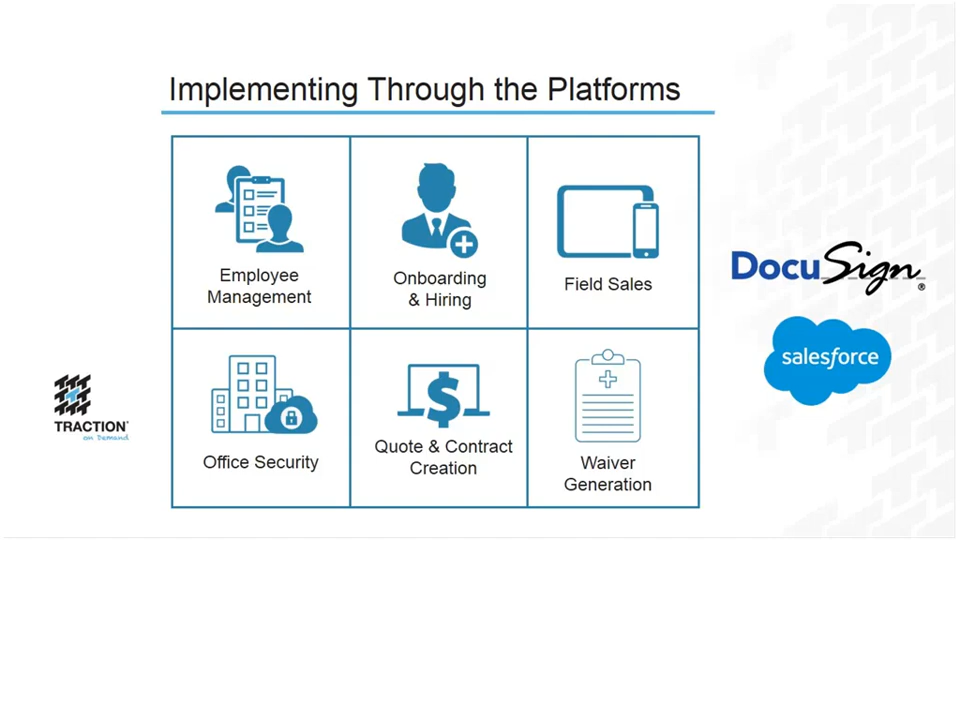 Implementing Through the Platforms
Employee
Management
Onboarding
& Hiring
Field Sales
Office Security
Quote & Contract
Creation
Waiver
Generation
DocuSign®
salesforce
TRACTION
on Demand